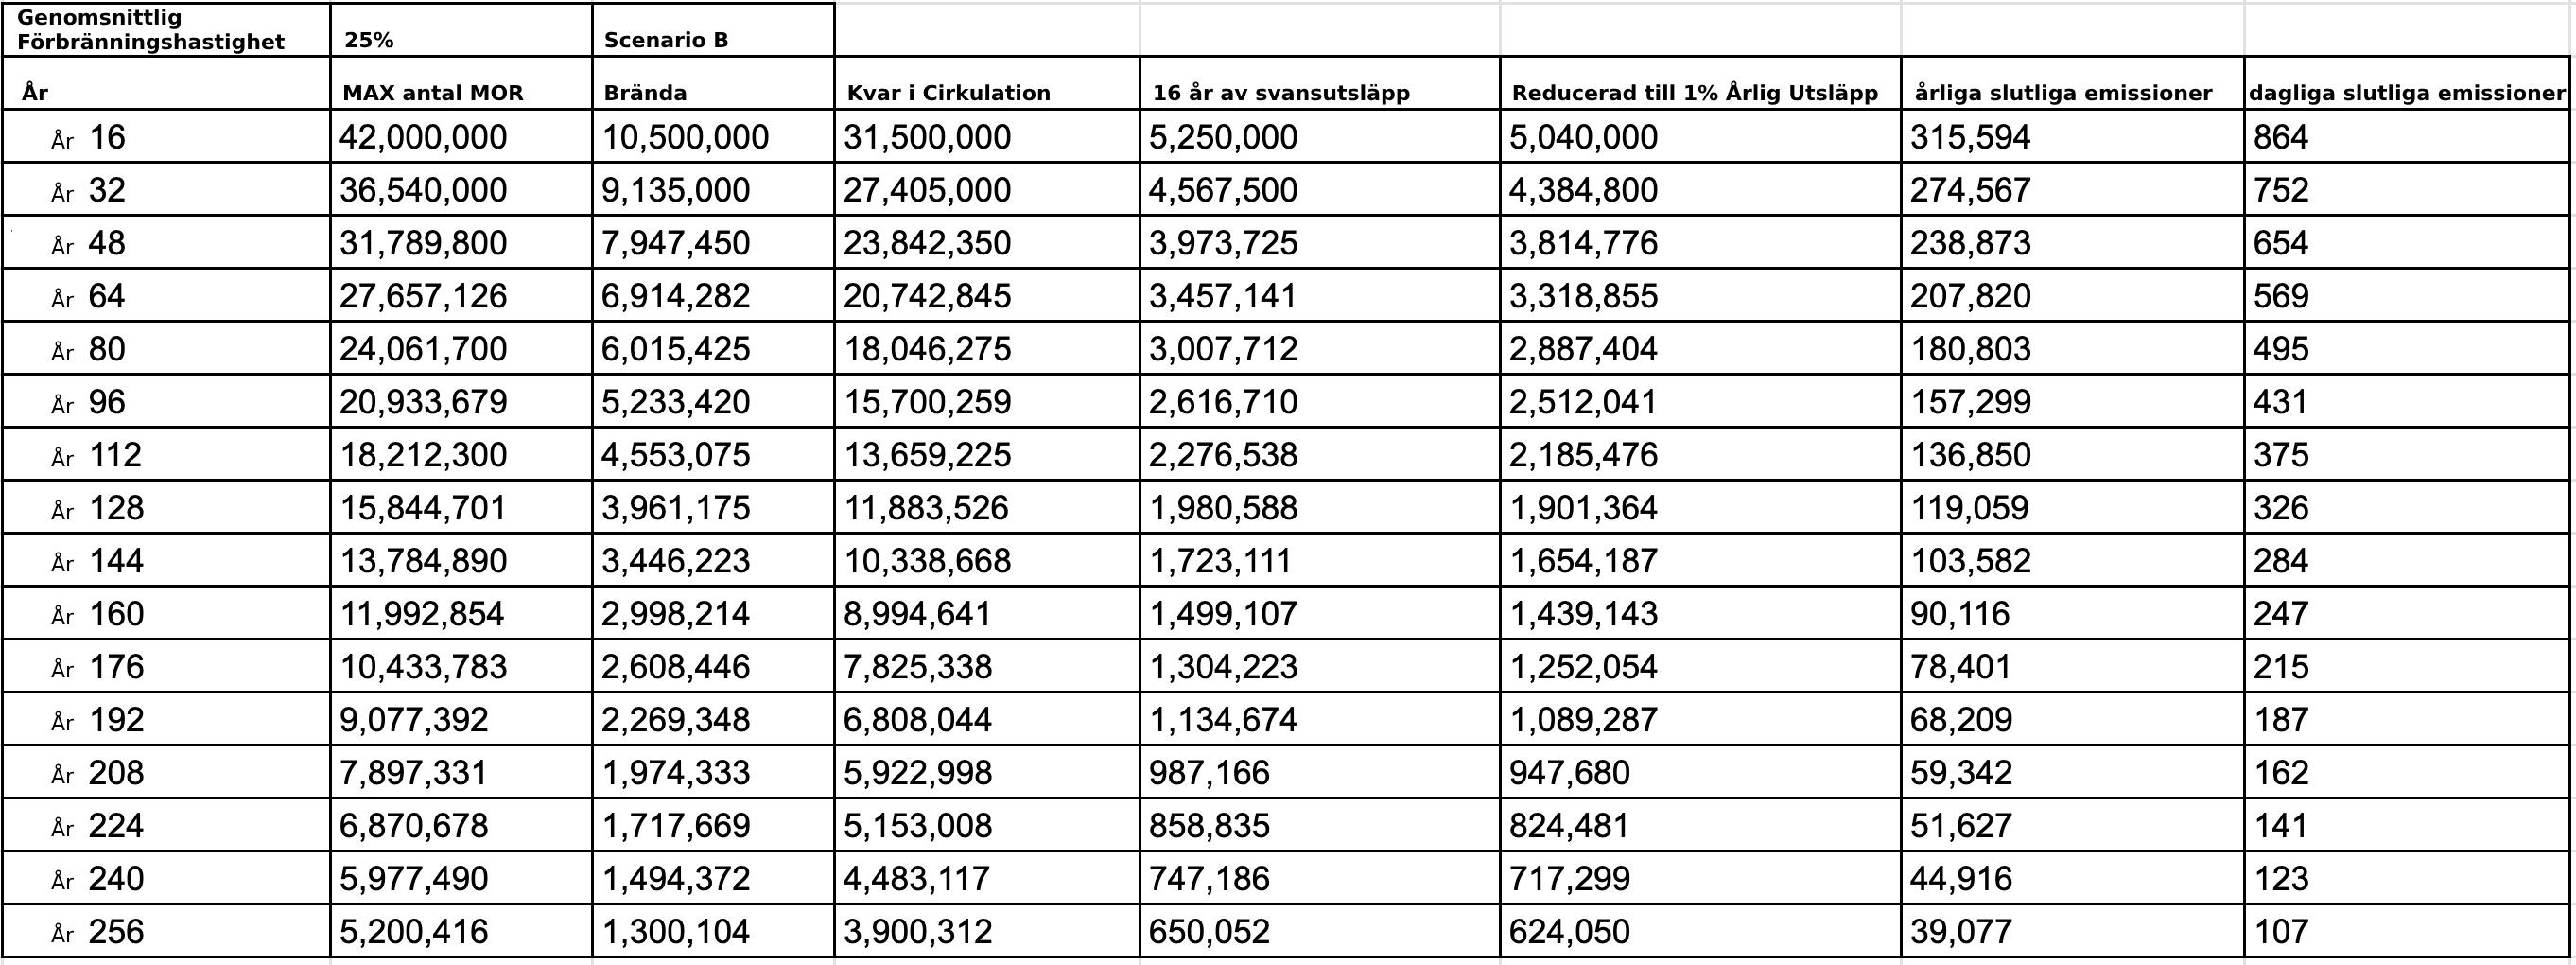 Genomsnittlig
Förbränningshastighet 25% Scenario B
År MAX antal MOR Brända Kvar i Cirkulation 16 år av svansutsläpp Reducerad till 1% Årlig Utsläpp årliga slutliga emissioner dagliga slutliga emissioner
År 16 42,000,000 10,500,000 31,500,000 5,250,000 5,040,000 315,594 864
År 32 36,540,000 9,135,000 27,405,000 4,567,500 4,384,800 274,567 752
År 48 31,789,800 7,947,450 23,842,350 3,973,725 3,814,776 238,873 654
År 64 27,657,126 6,914,282 20,742,845 3,457,141 3,318,855 207,820 569
År 80 24,061,700 6,015,425 18,046,275 3,007,712 2,887,404 180,803 495
År 96 20,933,679 5,233,420 15,700,259 2,616,710 2,512,041 157,299 431
År 112 18,212,300 4,553,075 13,659,225 2,276,538 2,185,476 136,850 375
År 128 15,844,701 3,961,175 11,883,526 1,980,588 1,901,364 119,059 326
År 144 13,784,890 3,446,223 10,338,668 1,723,111 1,654,187 103,582 284
År 160 11,992,854 2,998,214 8,994,641 1,499,107 1,439,143 90,116 247
År 176 10,433,783 2,608,446 7,825,338 1,304,223 1,252,054 78,401 215
År 192 9,077,392 2,269,348 6,808,044 1,134,674 1,089,287 68,209 187
År 208 7,897,331 1,974,333 5,922,998 987,166 947,680 59,342 162
År 224 6,870,678 1,717,669 5,153,008 858,835 824,481 51,627 141
År 240 5,977,490 1,494,372 4,483,117 747,186 717,299 44,916 123
År 256 5,200,416 1,300,104 3,900,312 650,052 624,050 39,077 107